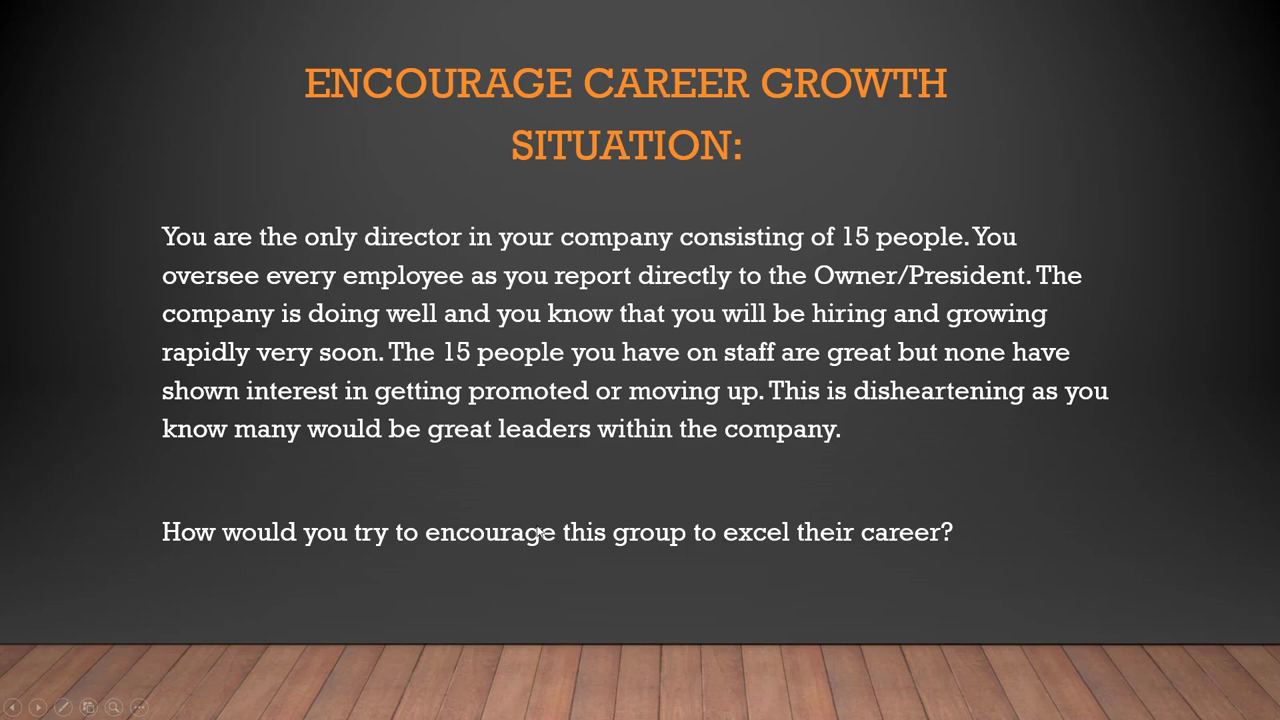 ENCOURAGE CAREER GROWTH
SITUATION:
You are the only director in your company consisting of 15 people. You
oversee every employee as you report directly to the Owner/President. The
company is doing well and you know that you will be hiring and growing
rapidly very soon. The 15 people you have on staff are great but none have
shown interest in getting promoted or moving up. This is disheartening as you
know many would be great leaders within the company.
How would you try to encourage this group to excel their career?